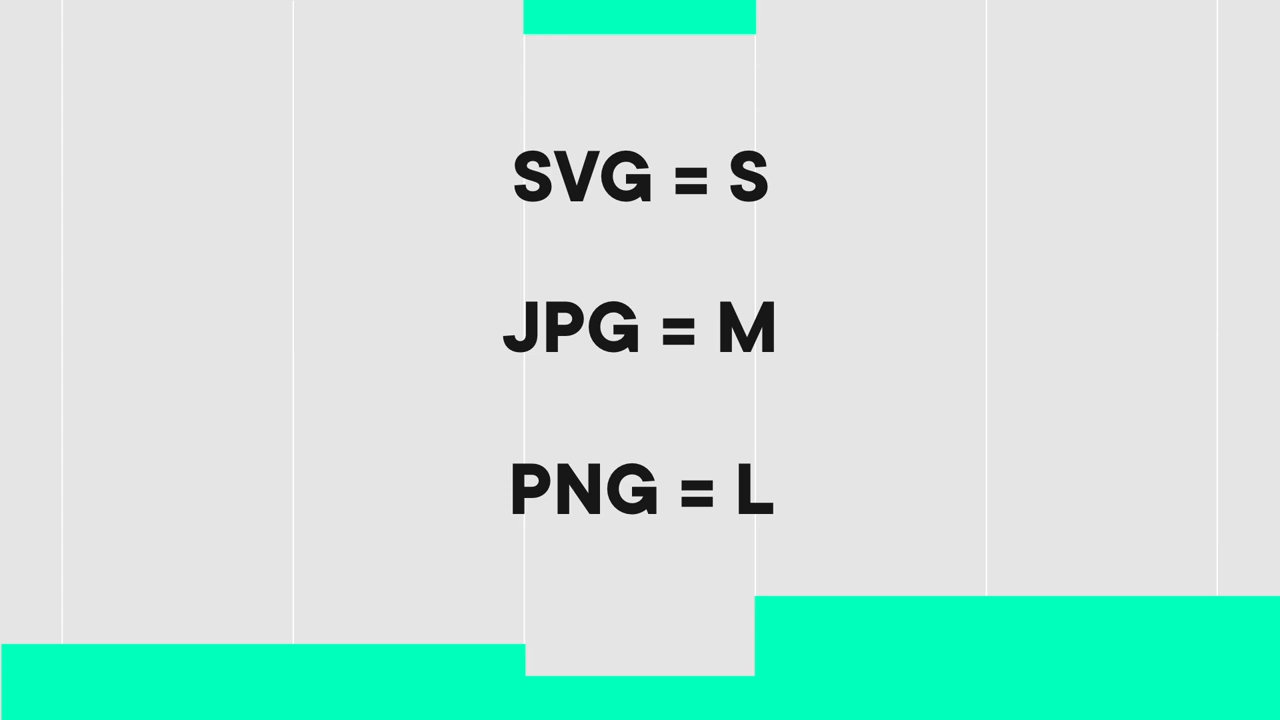 SVG = S
JPG = M
PNG = L